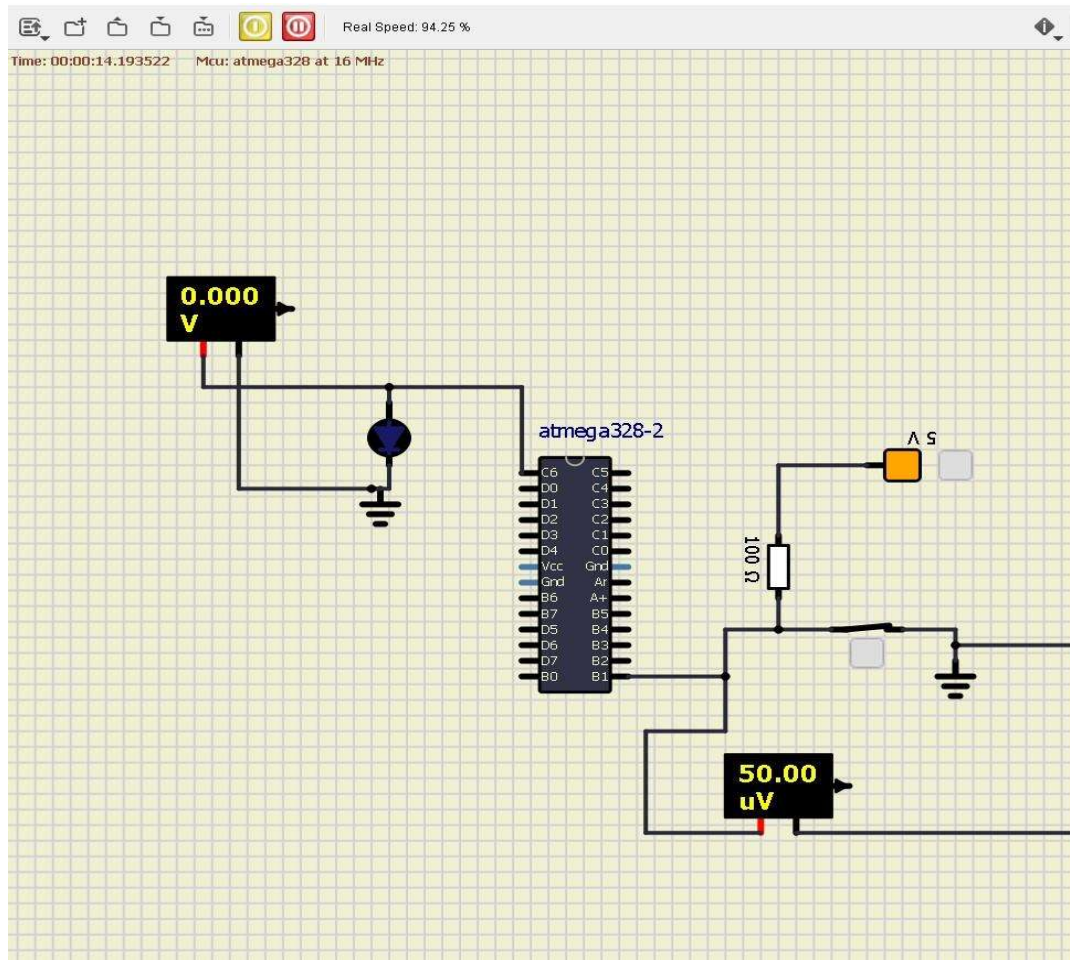 Real Speed: 94.25 %
Time: 00:00:14.193522 Mcu: atmega328 at 16 MHz
0.000
V
atmega328-2
5 V
100 Ω
C6 C5
D0 C4
D1 C3
D2 C2
D3 C1
D4 C0
Vcc Gnd
Gnd Ar
B6 A+
B7 B5
D5 B4
D6 B3
D7 B2
B0 B1
50.00
uV